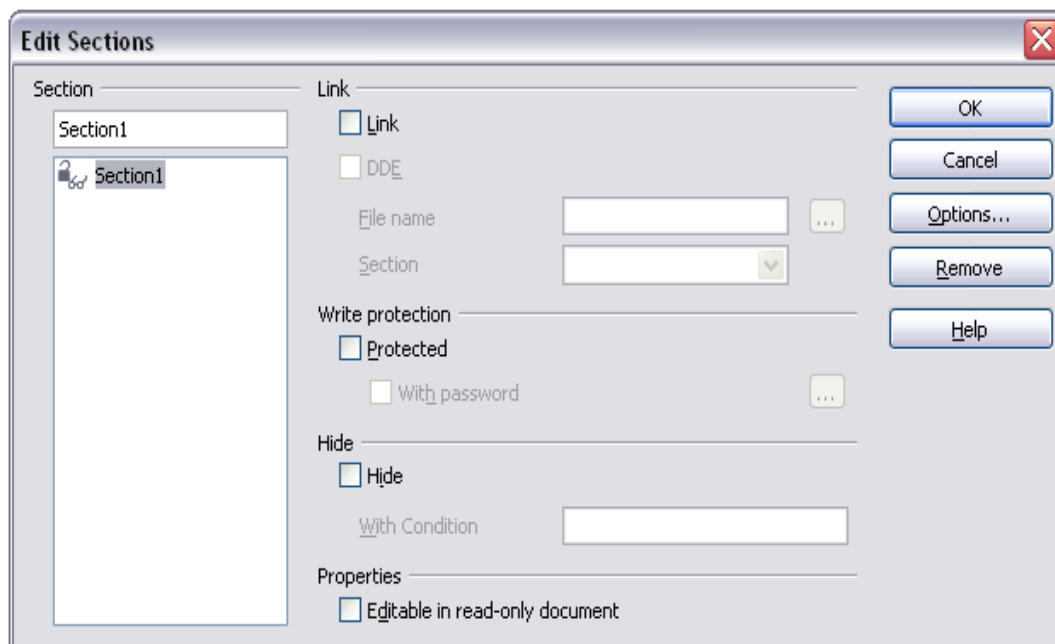 Edit Sections
Section
Section1
Section1
Link
Link
DDE
File name
...
Section
Write protection
Protected
With password
...
Hide
Hide
With Condition
Properties
Editable in read-only document
OK
Cancel
Options...
Remove
Help